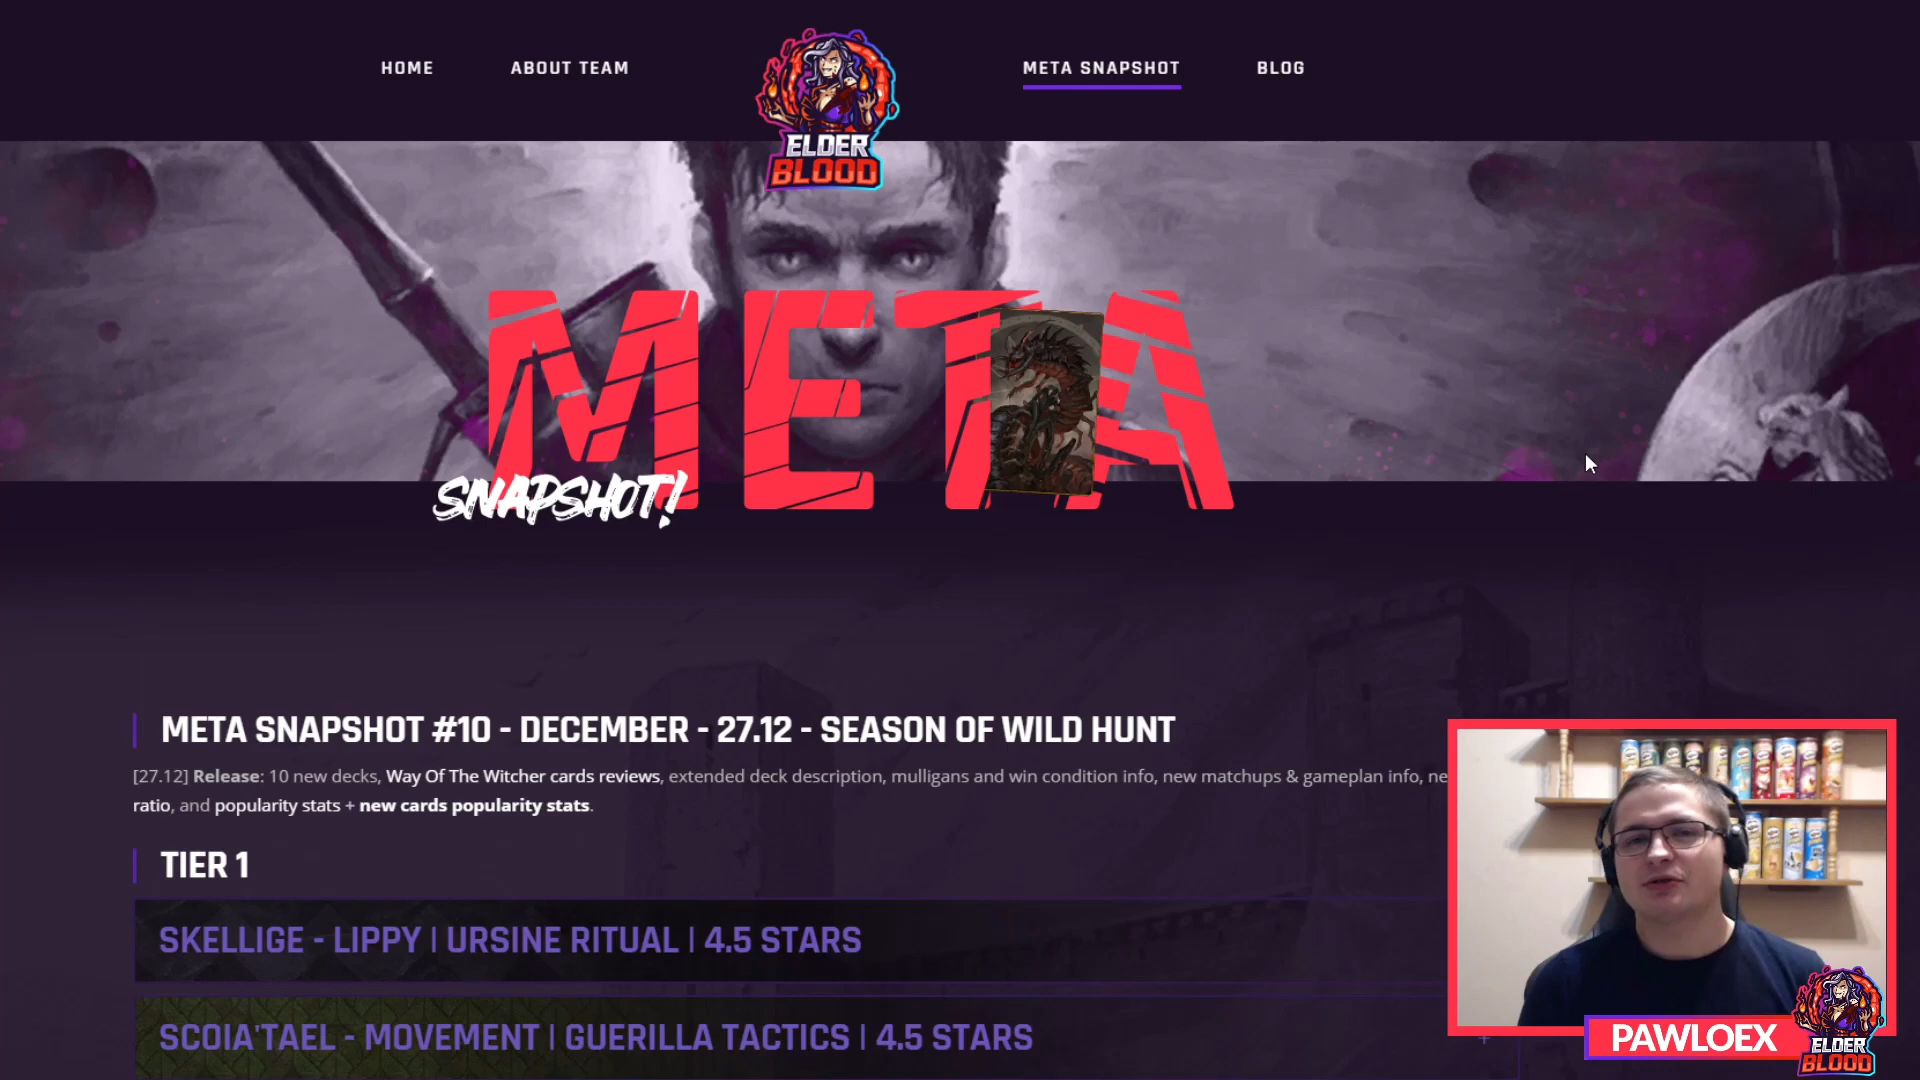 HOME
ABOUT TEAM
META SNAPSHOT
BLOG
ELDER
BLOOD
META
SNAPSHOT!
META SNAPSHOT #10 - DECEMBER - 27.12 - SEASON OF WILD HUNT
[27.12] Release: 10 new decks, Way Of The Witcher cards reviews, extended deck description, mulligans and win condition info, new matchups & gameplan info, ne
ratio, and popularity stats + new cards popularity stats.
TIER 1
SKELLIGE - LIPPY | URSINE RITUAL | 4.5 STARS
SCOIA'TAEL - MOVEMENT | GUERILLA TACTICS | 4.5 STARS
+
PAWLOEX
ELDER
BLOOD